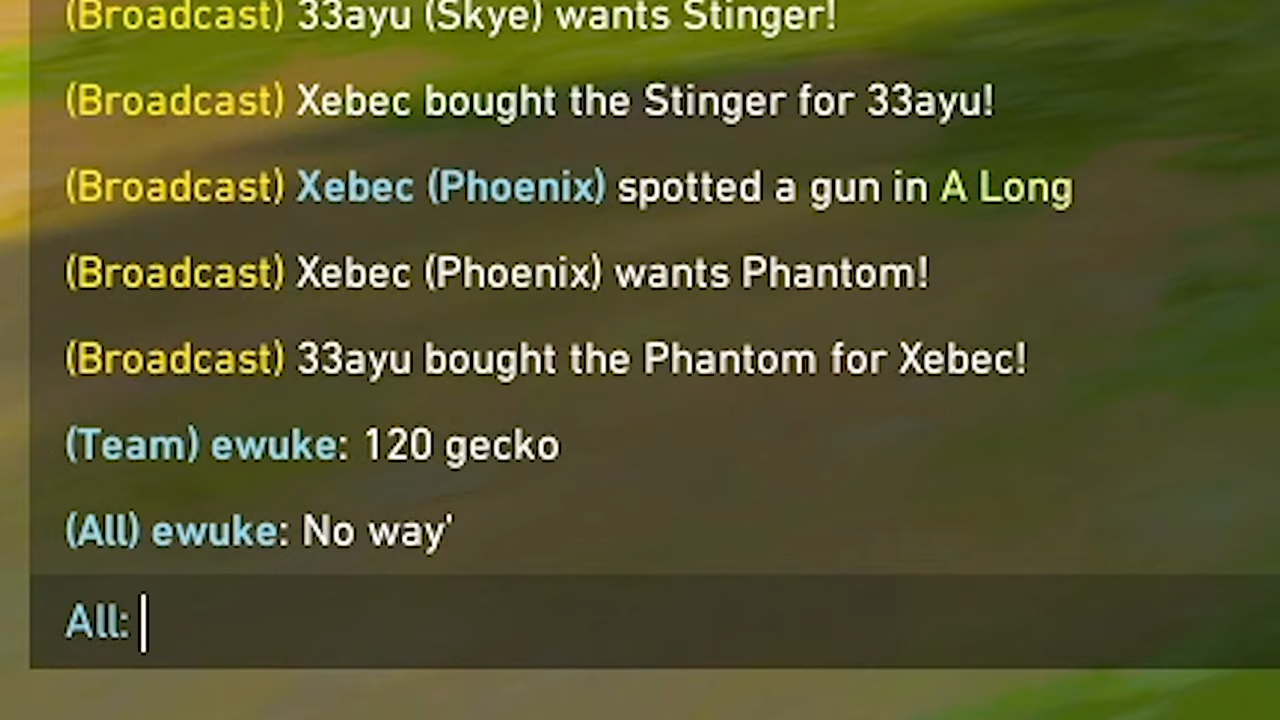 (Broadcast) 33ayu (Skye) wants Stinger!
(Broadcast) Xebec bought the Stinger for 33ayu!
(Broadcast) Xebec (Phoenix) spotted a gun in A Long
(Broadcast) Xebec (Phoenix) wants Phantom!
(Broadcast) 33ayu bought the Phantom for Xebec!
(Team) ewuke: 120 gecko
(All) ewuke: No way'
All: